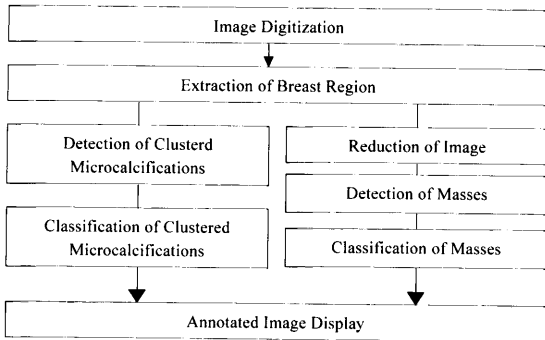 Image Digitization
Extraction of Breast Region
Detection of Clusterd
Microcalcifications
Classification of Clustered
Microcalcifications
Reduction of Image
Detection of Masses
Classification of Masses
Annotated Image Display